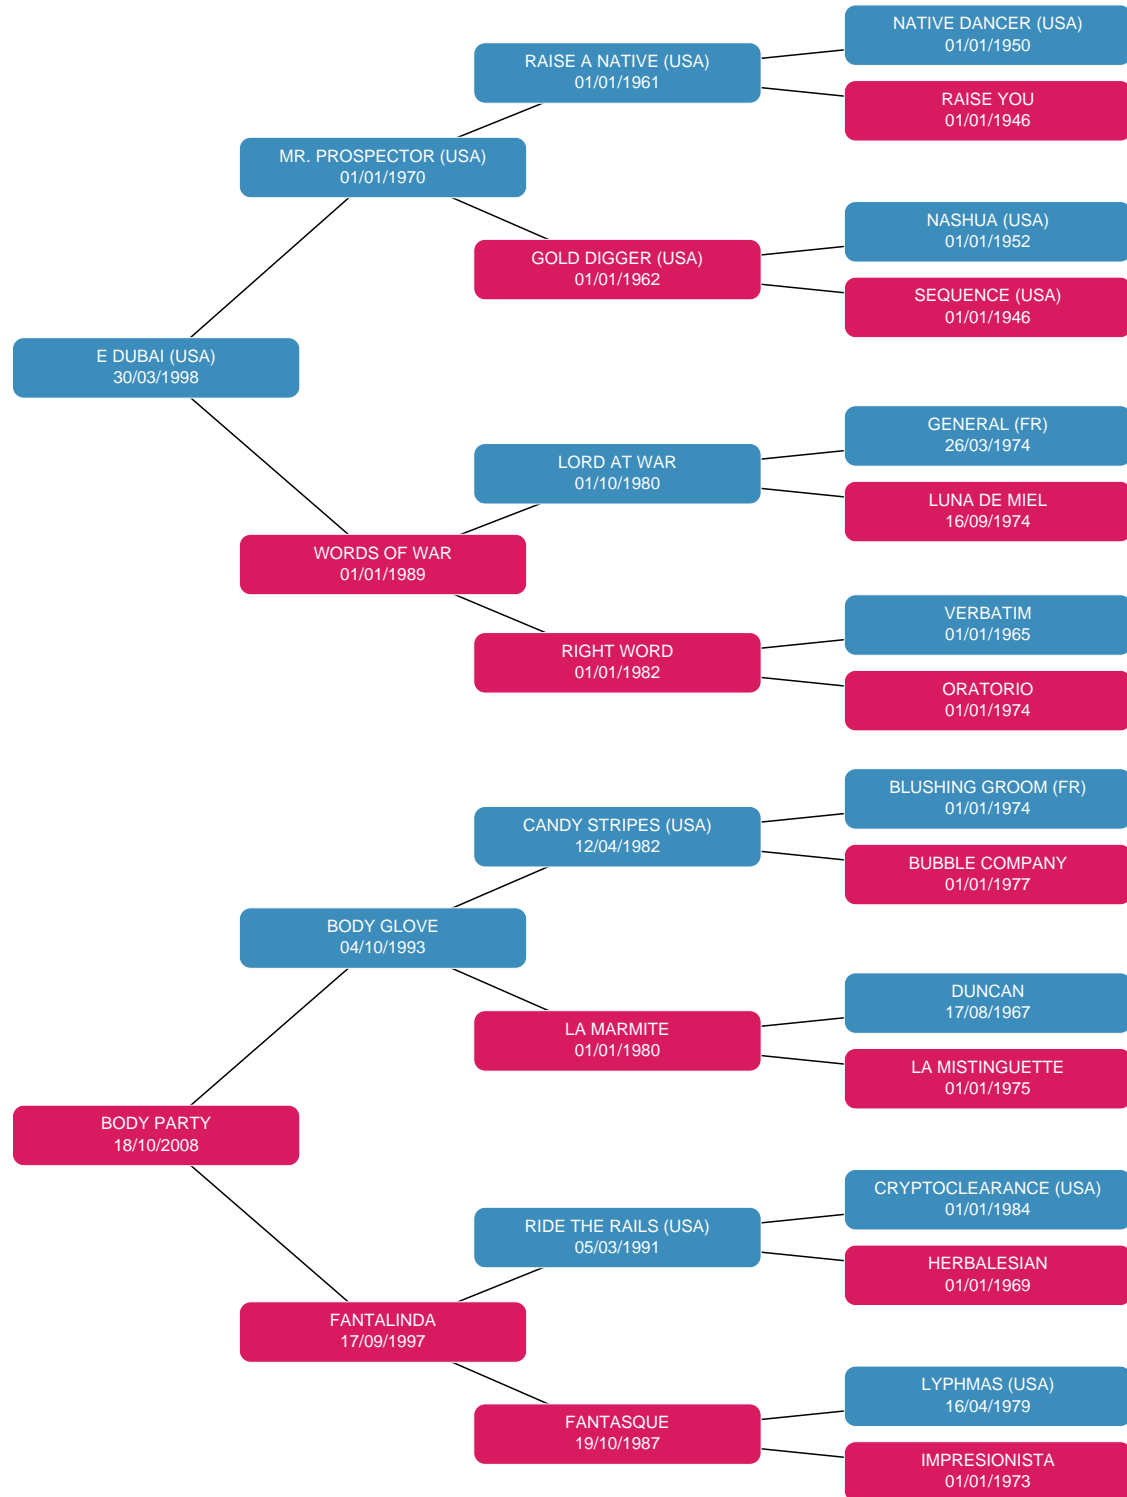 NATIVE DANCER (USA)
01/01/1950
RAISE A NATIVE (USA)
01/01/1961
RAISE YOU
01/01/1946
MR. PROSPECTOR (USA)
01/01/1970
NASHUA (USA)
01/01/1952
GOLD DIGGER (USA)
01/01/1962
SEQUENCE (USA)
01/01/1946
E DUBAI (USA)
30/03/1998
GENERAL (FR)
26/03/1974
LORD AT WAR
01/10/1980
LUNA DE MIEL
16/09/1974
WORDS OF WAR
01/01/1989
VERBATIM
01/01/1965
RIGHT WORD
01/01/1982
ORATORIO
01/01/1974
BLUSHING GROOM (FR)
01/01/1974
CANDY STRIPES (USA)
12/04/1982
BUBBLE COMPANY
01/01/1977
BODY GLOVE
04/10/1993
DUNCAN
17/08/1967
LA MARMITE
01/01/1980
LA MISTINGUETTE
01/01/1975
BODY PARTY
18/10/2008
CRYPTOCLEARANCE (USA)
01/01/1984
RIDE THE RAILS (USA)
05/03/1991
HERBALESIAN
01/01/1969
FANTALINDA
17/09/1997
LYPHMAS (USA)
16/04/1979
FANTASQUE
19/10/1987
IMPRESIONISTA
01/01/1973